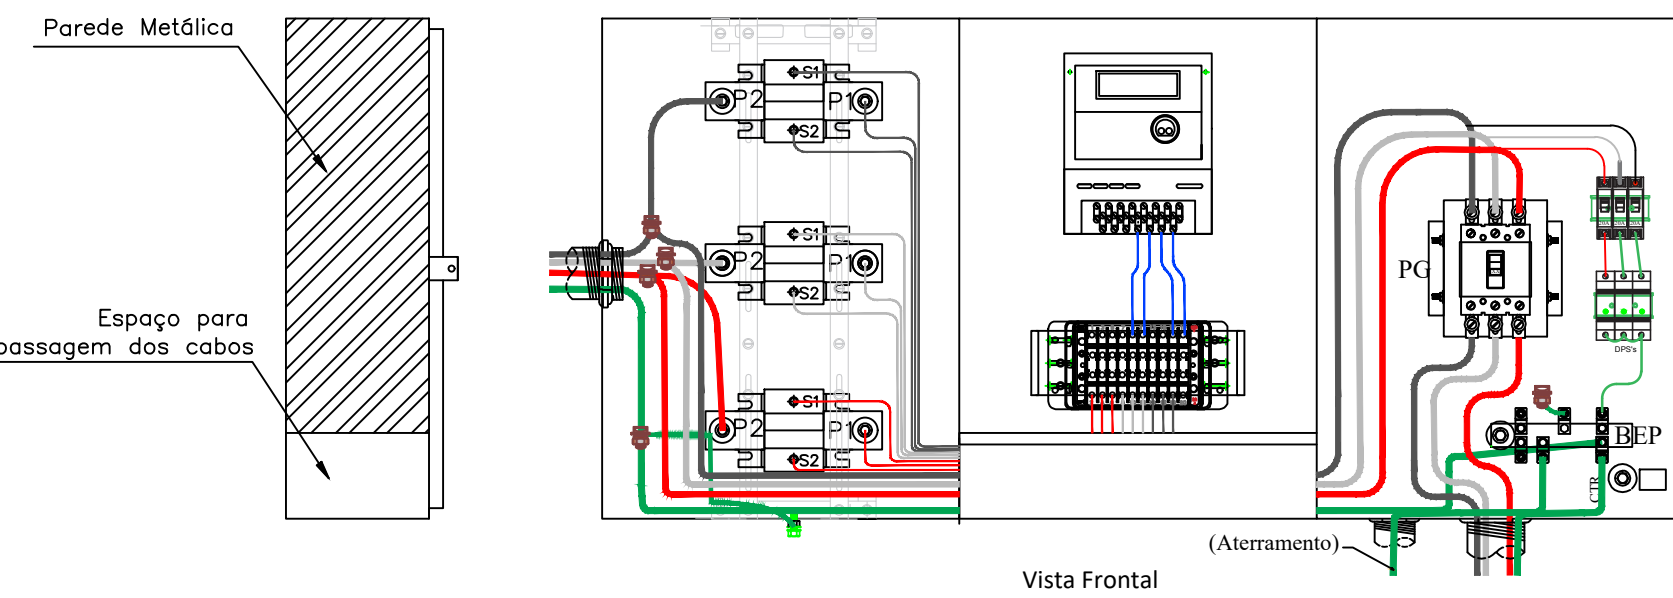 Parede Metálica
Espaço para
passagem dos cabos
S1
P2
P1
S2
S1
P2
P1
S2
S1
P2
P1
S2
PG
DPS's
BEP
CTR
(Aterramento)
Vista Frontal